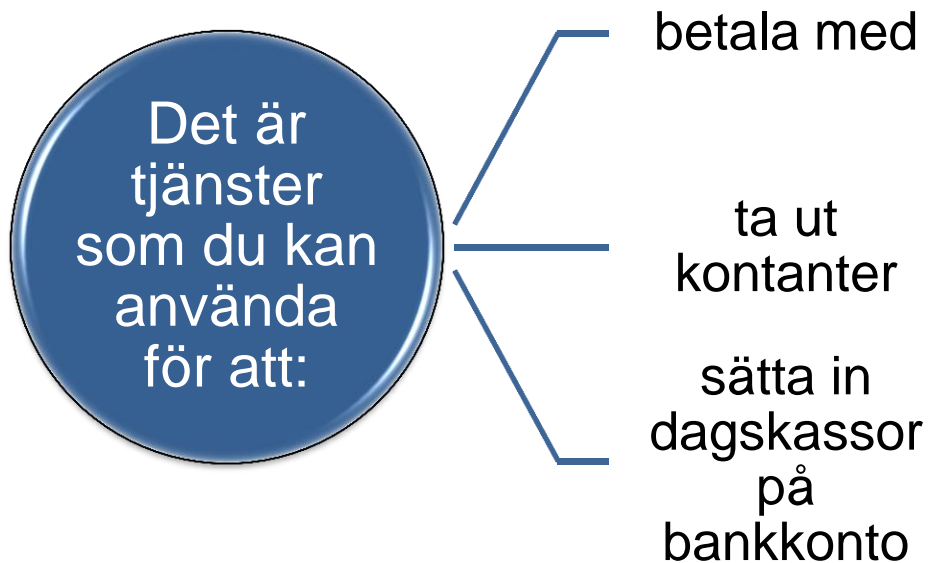 Det är
tjänster
som du kan
använda
för att:
betala med
ta ut
kontanter
sätta in
dagskassor
på
bankkonto